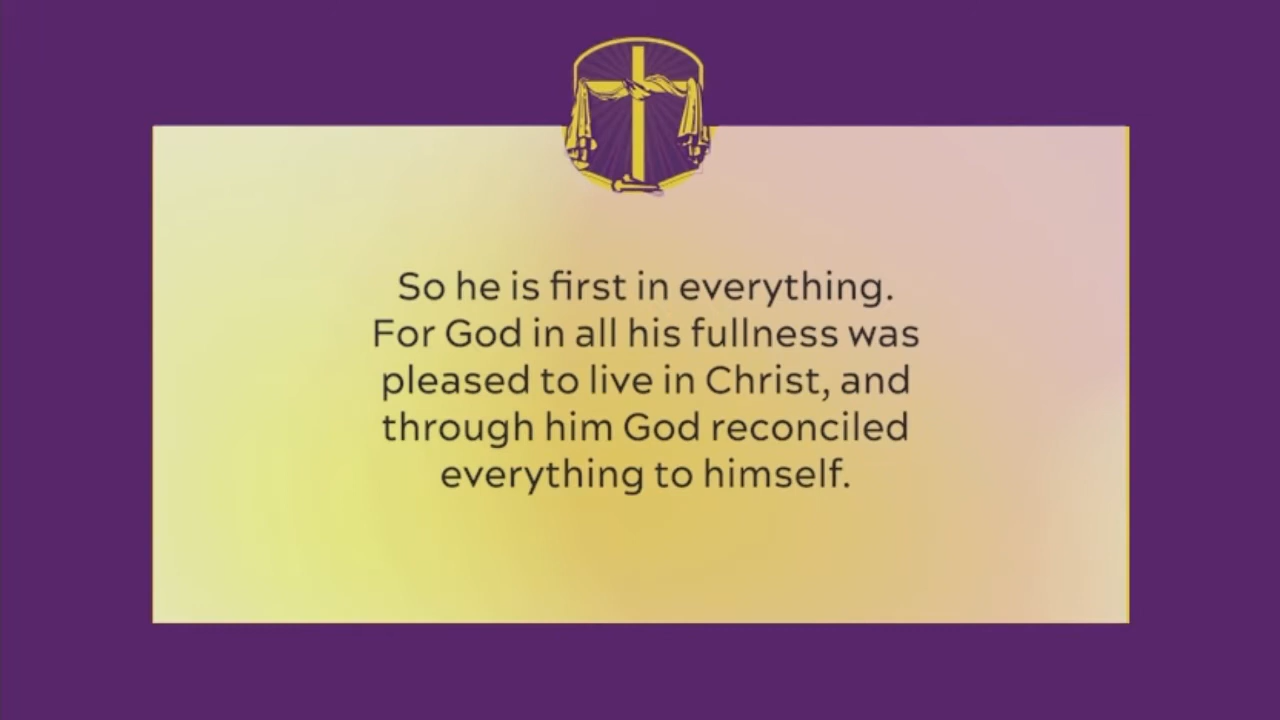 So he is first in everything.
For God in all his fullness was
pleased to live in Christ, and
through him God reconciled
everything to himself.